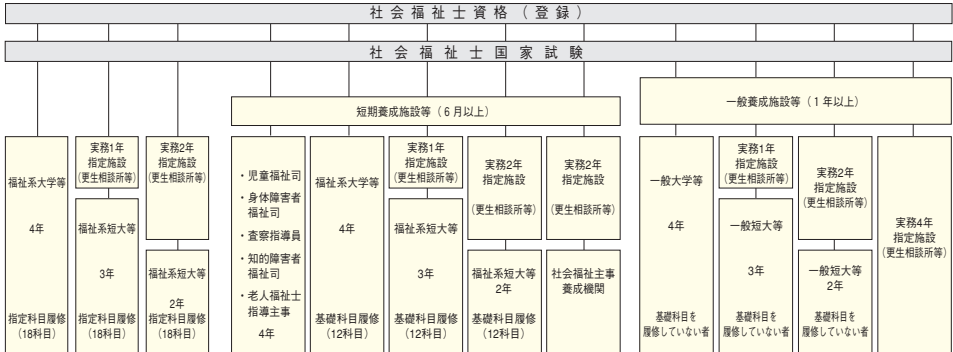 社会福祉士資格（登録）
社会福祉士国家試験
短期養成施設等（6月以上）
一般養成施設等（1年以上）
福祉系大学等
4年
指定科目履修
（18科目）
実務1年
指定施設
（更生相談所等）
福祉系短大等
3年
指定科目履修
（18科目）
実務2年
指定施設
（更生相談所等）
福祉系短大等
2年
指定科目履修
（18科目）
・児童福祉司
・身体障害者
福祉司
・査察指導員
・知的障害者
福祉司
・老人福祉士
指導主事
4年
福祉系大学等
4年
基礎科目履修
（12科目）
実務1年
指定施設
（更生相談所等）
福祉系短大等
3年
基礎科目履修
（12科目）
実務2年
指定施設
（更生相談所等）
福祉系短大等
2年
基礎科目履修
（12科目）
実務2年
指定施設
（更生相談所等）
社会福祉主事
養成機関
一般大学等
4年
基礎科目を
履修していない者
実務1年
指定施設
（更生相談所等）
一般短大等
3年
基礎科目を
履修していない者
実務2年
指定施設
（更生相談所等）
一般短大等
2年
基礎科目を
履修していない者
実務4年
指定施設
（更生相談所等）